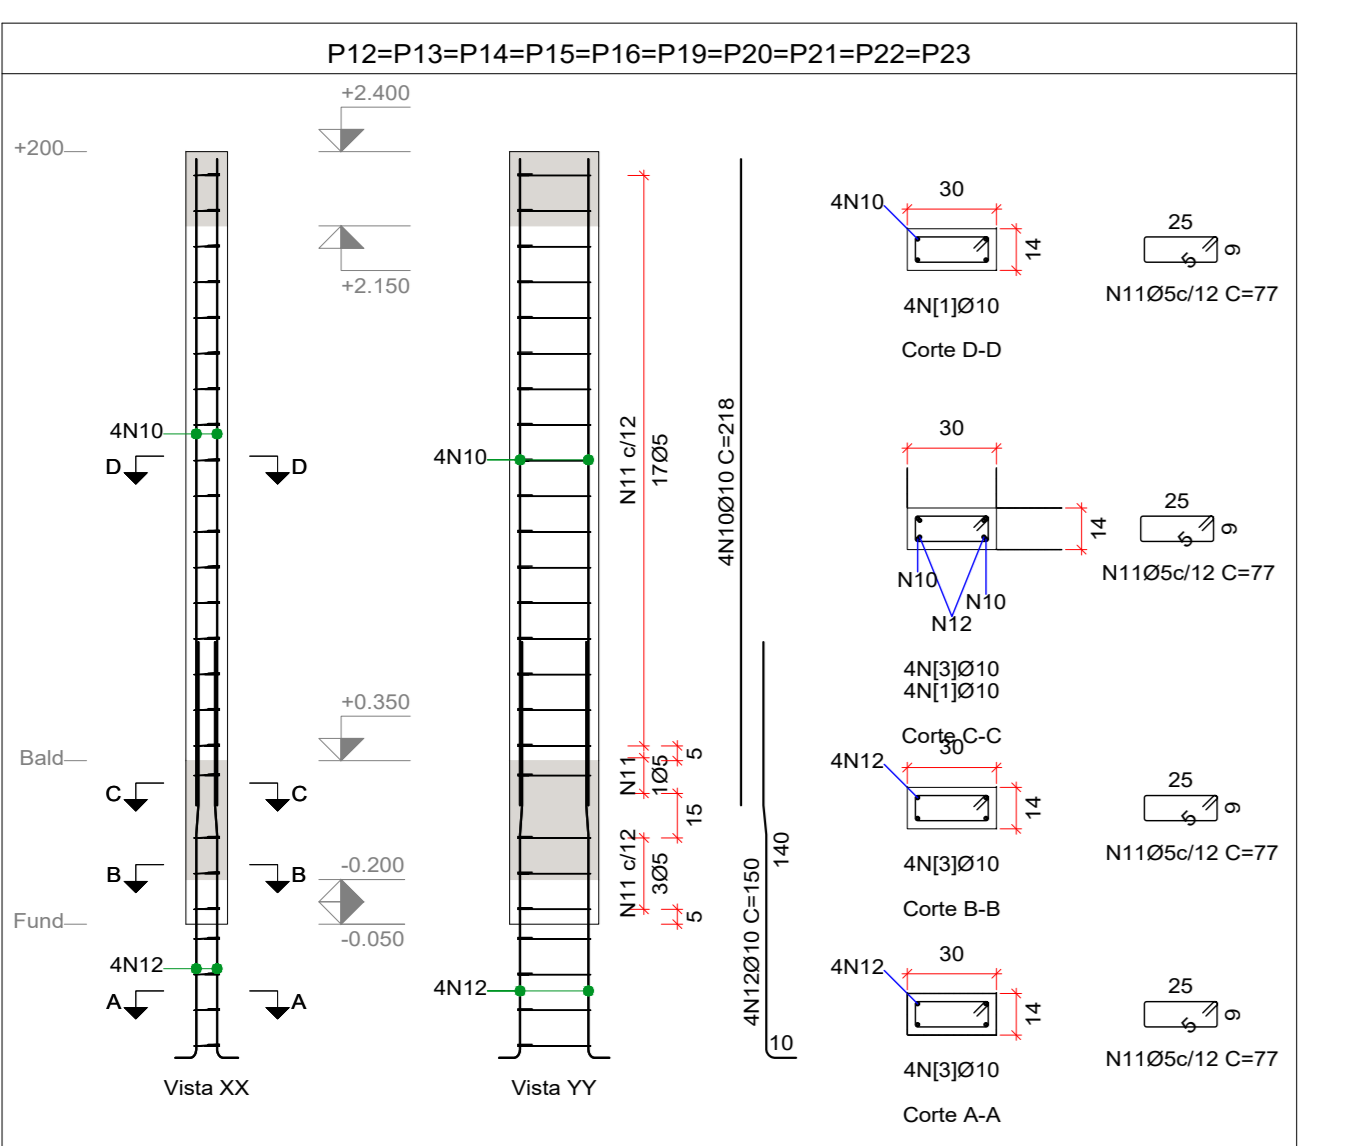 P12=P13=P14=P15=P16=P19=P20=P21=P22=P23
+2.400
+200
+2.150
4N10
D D
+0.350
Bald
C C
B B
-0.200
Fund
-0.050
4N12
A A
Vista XX
4N10
4N12
Vista YY
N11 c/12
17Ø5
5
N11
1Ø5
15
N11 c/12
3Ø5
5
4N10Ø10 C=218
140
4N12Ø10 C=150
10
30
4N10
14
4N[1]Ø10
Corte D-D
25
9
5
N11Ø5c/12 C=77
30
14
N10
N10
N12
4N[3]Ø10
4N[1]Ø10
Corte C-C
25
9
5
N11Ø5c/12 C=77
30
4N12
14
4N[3]Ø10
Corte B-B
25
9
5
N11Ø5c/12 C=77
30
4N12
14
4N[3]Ø10
Corte A-A
25
9
5
N11Ø5c/12 C=77